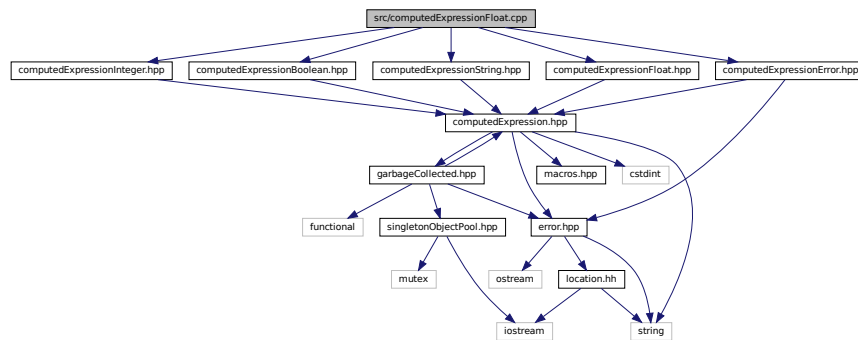 src/computedExpressionFloat.cpp
computedExpressionInteger.hpp
computedExpressionBoolean.hpp
computedExpressionString.hpp
computedExpressionFloat.hpp
computedExpressionError.hpp
computedExpression.hpp
garbageCollected.hpp
macros.hpp
cstdint
functional
singletonObjectPool.hpp
error.hpp
mutex
ostream
location.hh
iostream
string